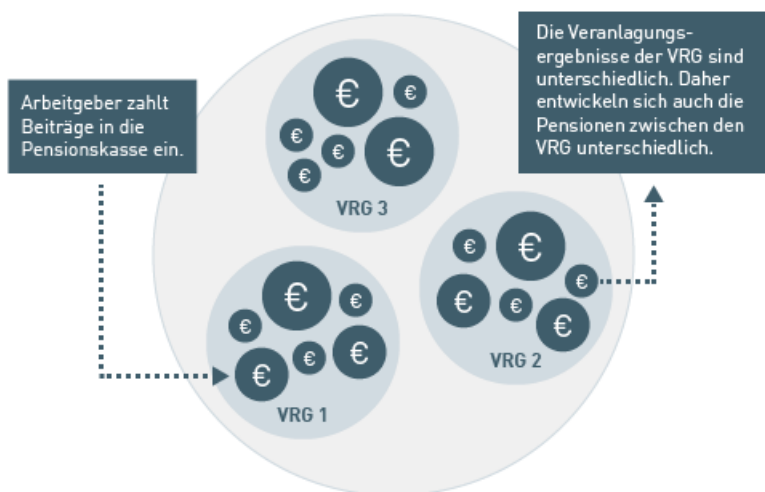 Arbeitgeber zahlt
Beiträge in die
Pensionskasse ein.
Die Veranlagungs-
ergebnisse der VRG sind
unterschiedlich. Daher
entwickeln sich auch die
Pensionen zwischen den
VRG unterschiedlich.
€
€
€
€
€
€
VRG 3
€
€
€
€
€
€
VRG 2
€
€
€
€
€
€
VRG 1